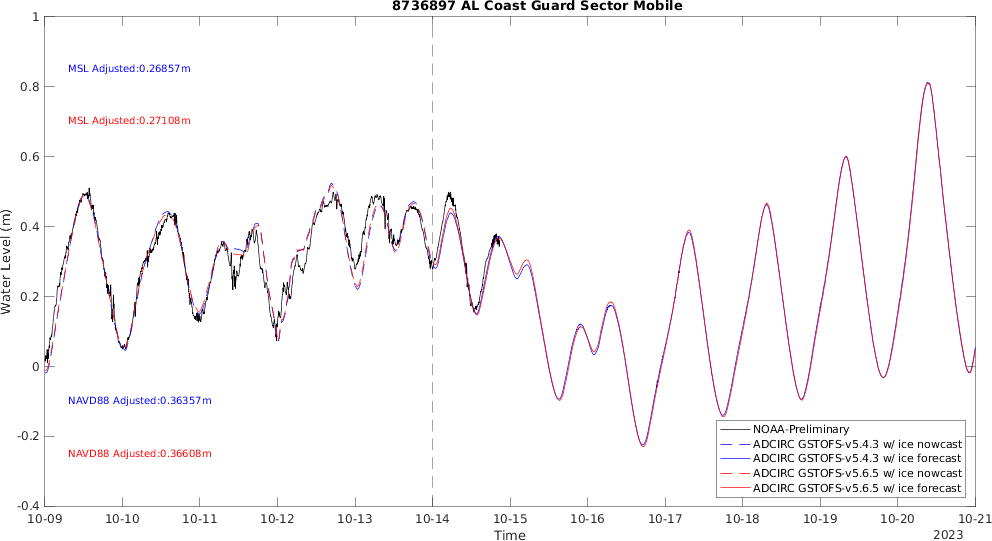 8736897 AL Coast Guard Sector Mobile
1
0.8
0.6
0.4
0.2
0
-0.2
-0.4
Water Level (m)
MSL Adjusted:0.26857m
MSL Adjusted:0.27108m
NAVD88 Adjusted:0.36357m
NAVD88 Adjusted:0.36608m
NOAA-Preliminary
ADCIRC GSTOFS-v5.4.3 w/ ice nowcast
ADCIRC GSTOFS-v5.4.3 w/ ice forecast
ADCIRC GSTOFS-v5.6.5 w/ ice nowcast
ADCIRC GSTOFS-v5.6.5 w/ ice forecast
10-09 10-10 10-11 10-12 10-13 10-14 10-15 10-16 10-17 10-18 10-19 10-20 10-21
Time
2023